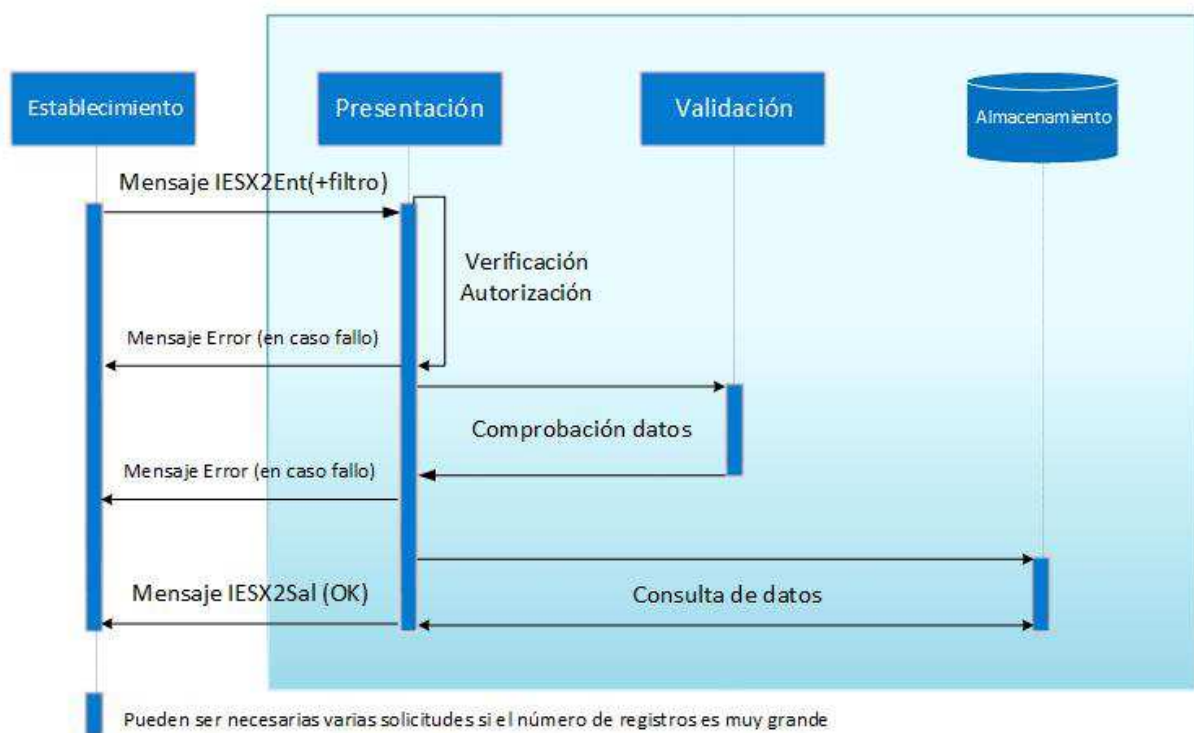 Establecimiento
Presentación
Validación
Almacenamiento
Mensaje IESX2Ent(+filtro)
Verificación
Autorización
Mensaje Error (en caso fallo)
Comprobación datos
Mensaje Error (en caso fallo)
Mensaje IESX2Sal (OK)
Consulta de datos
Pueden ser necesarias varias solicitudes si el número de registros es muy grande